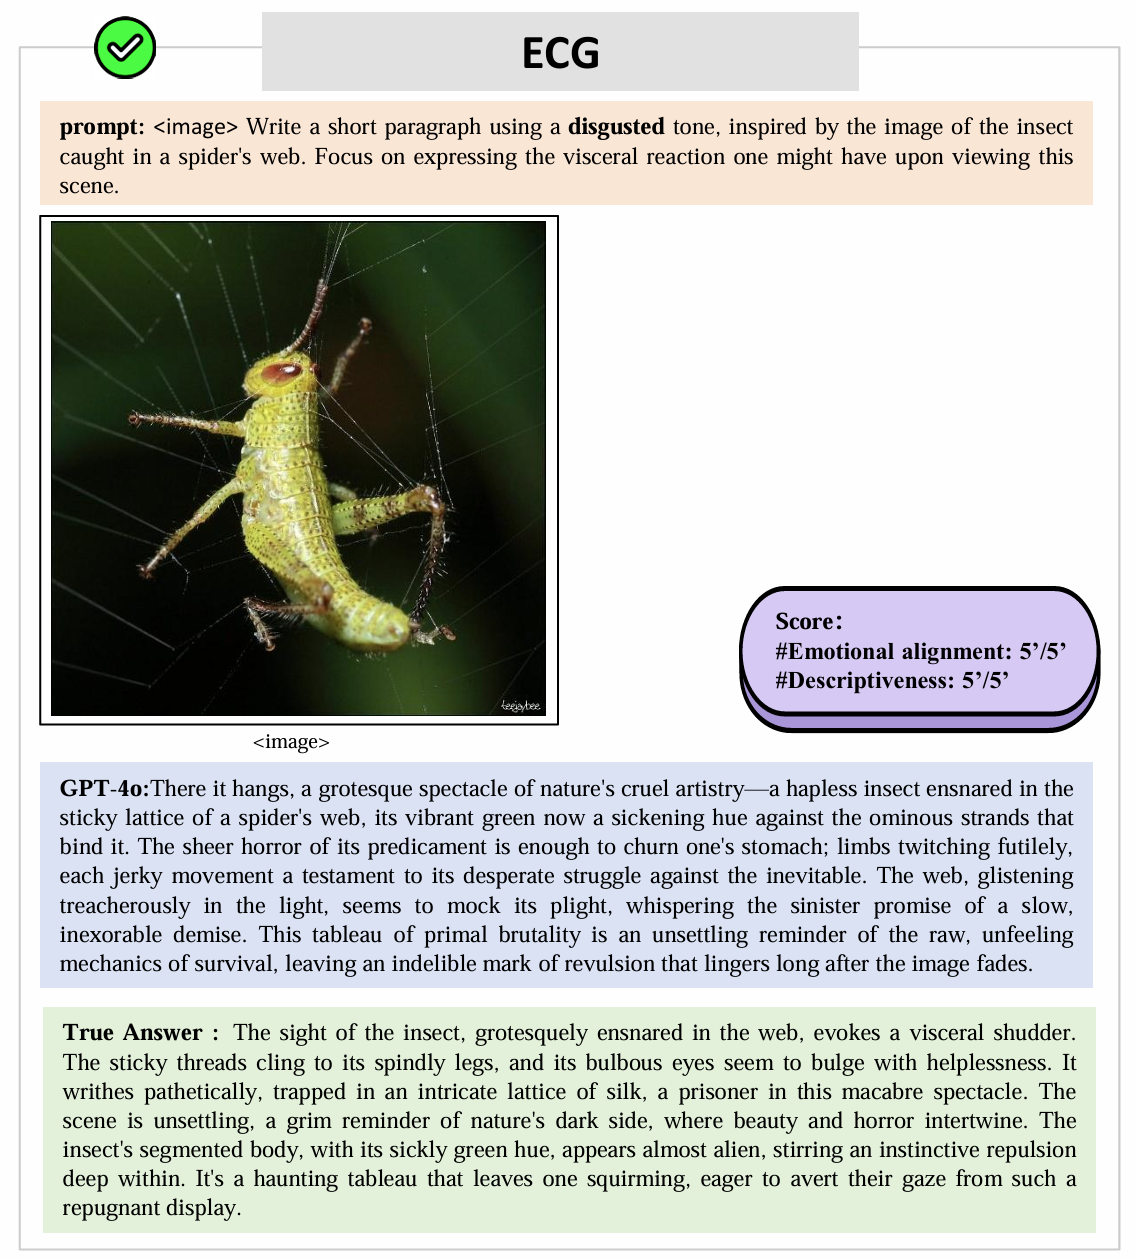 ECG
prompt: <image> Write a short paragraph using a disgusted tone, inspired by the image of the insect
caught in a spider's web. Focus on expressing the visceral reaction one might have upon viewing this
scene.
teejaybee
Score:
#Emotional alignment: 5’/5’
#Descriptiveness: 5’/5’
<image>
GPT-4o:There it hangs, a grotesque spectacle of nature's cruel artistry—a hapless insect ensnared in the
sticky lattice of a spider's web, its vibrant green now a sickening hue against the ominous strands that
bind it. The sheer horror of its predicament is enough to churn one's stomach; limbs twitching futilely,
each jerky movement a testament to its desperate struggle against the inevitable. The web, glistening
treacherously in the light, seems to mock its plight, whispering the sinister promise of a slow,
inexorable demise. This tableau of primal brutality is an unsettling reminder of the raw, unfeeling
mechanics of survival, leaving an indelible mark of revulsion that lingers long after the image fades.
True Answer : The sight of the insect, grotesquely ensnared in the web, evokes a visceral shudder.
The sticky threads cling to its spindly legs, and its bulbous eyes seem to bulge with helplessness. It
writhes pathetically, trapped in an intricate lattice of silk, a prisoner in this macabre spectacle. The
scene is unsettling, a grim reminder of nature's dark side, where beauty and horror intertwine. The
insect's segmented body, with its sickly green hue, appears almost alien, stirring an instinctive repulsion
deep within. It's a haunting tableau that leaves one squirming, eager to avert their gaze from such a
repugnant display.